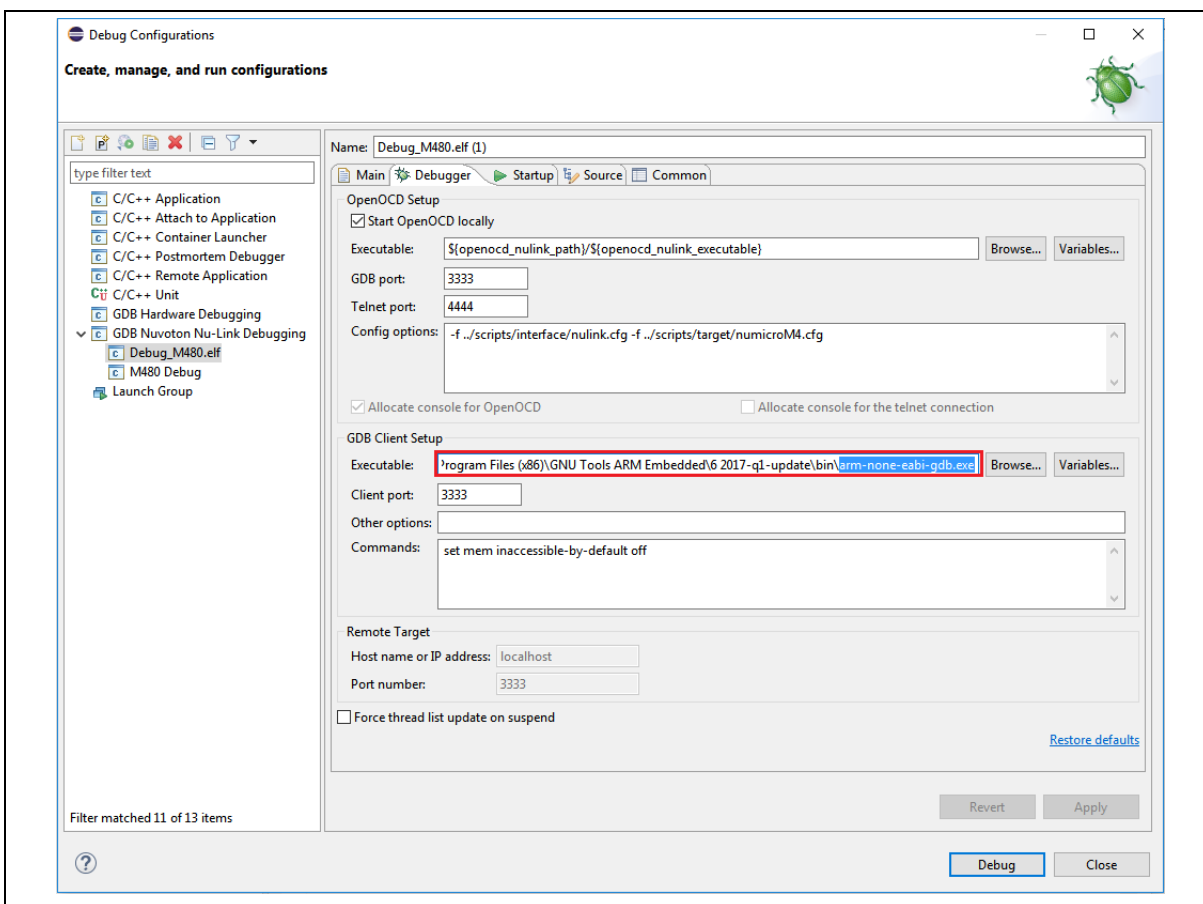 Debug Configurations
Create, manage, and run configurations
type filter text
C/C++ Application
C/C++ Attach to Application
C/C++ Container Launcher
C/C++ Postmortem Debugger
C/C++ Remote Application
C/C++ Unit
GDB Hardware Debugging
GDB Nuvoton Nu-Link Debugging
Debug_M480.elf
M480 Debug
Launch Group
Filter matched 11 of 13 items
Name: Debug_M480.elf (1)
Main Debugger Startup Source Common
OpenOCD Setup
Start OpenOCD locally
Executable: ${openocd_nulink_path}/${openocd_nulink_executable} Browse... Variables...
GDB port: 3333
Telnet port: 4444
Config options: -f ../scripts/interface/nulink.cfg -f ../scripts/target/numicroM4.cfg
Allocate console for OpenOCD Allocate console for the telnet connection
GDB Client Setup
Executable: Program Files (x86)\GNU Tools ARM Embedded\6 2017-q1-update\bin\arm-none-eabi-gdb.exe Browse... Variables...
Client port: 3333
Other options:
Commands: set mem inaccessible-by-default off
Remote Target
Host name or IP address: localhost
Port number: 3333
Force thread list update on suspend
Restore defaults
Revert Apply
Debug Close